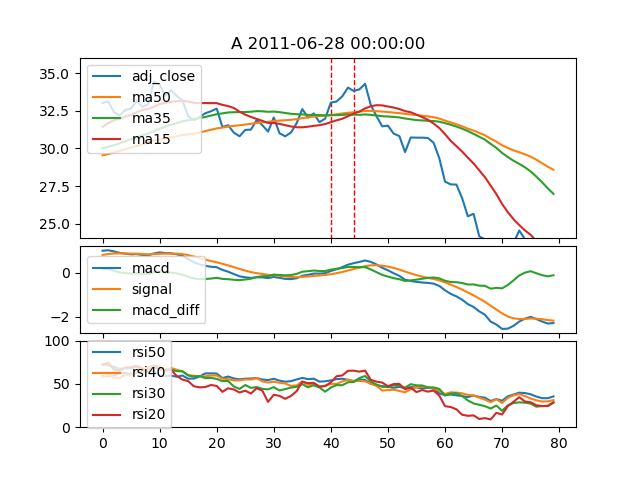 A 2011-06-28 00:00:00
35.0
32.5
30.0
27.5
25.0
adj_close
ma50
ma35
ma15
0
−2
macd
signal
macd_diff
100
50
0
rsi50
rsi40
rsi30
rsi20
0 10 20 30 40 50 60 70 80